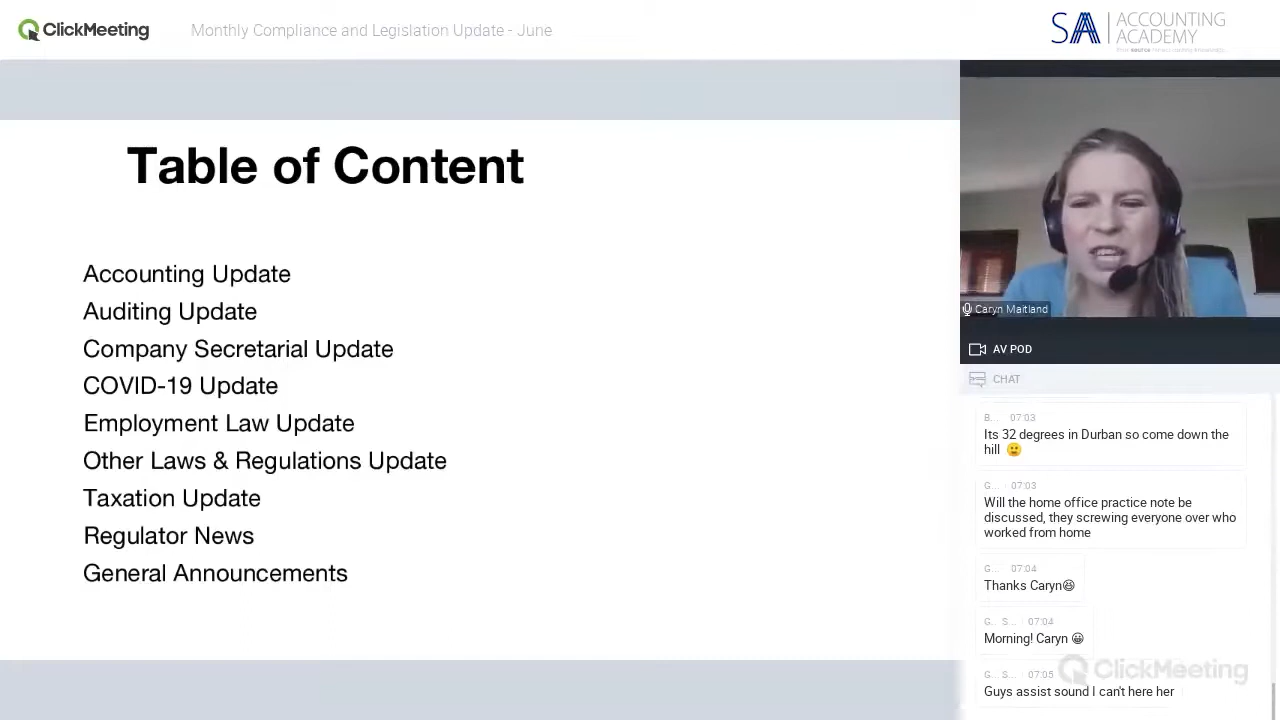 ClickMeeting
Monthly Compliance and Legislation Update - June
SA ACCOUNTING
ACADEMY
Table of Content
Accounting Update
Auditing Update
Company Secretarial Update
COVID-19 Update
Employment Law Update
Other Laws & Regulations Update
Taxation Update
Regulator News
General Announcements
Caryn Maitland
AV POD
CHAT
B... 07:03
Its 32 degrees in Durban so come down the
hill 🙁
G... · 07:03
Will the home office practice note be
discussed, they screwing everyone over who
worked from home
G... · 07:04
Thanks Caryn😆
G.. S... · 07:04
Morning! Caryn 😀
G.. S... · 07:05
Guys assist sound I can't here her
ClickMeeting